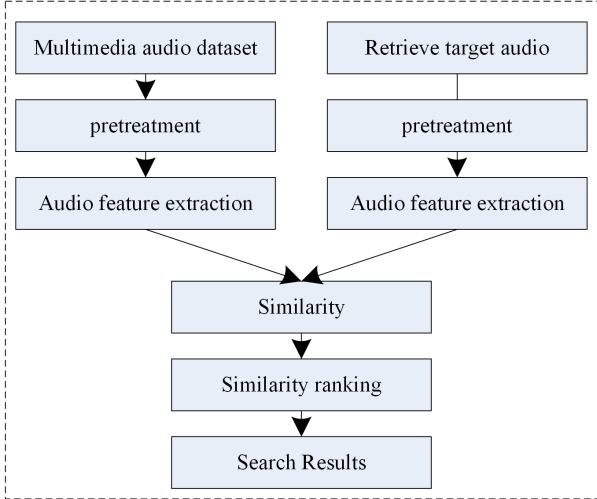 Multimedia audio dataset
Retrieve target audio
pretreatment
pretreatment
Audio feature extraction
Audio feature extraction
Similarity
Similarity ranking
Search Results